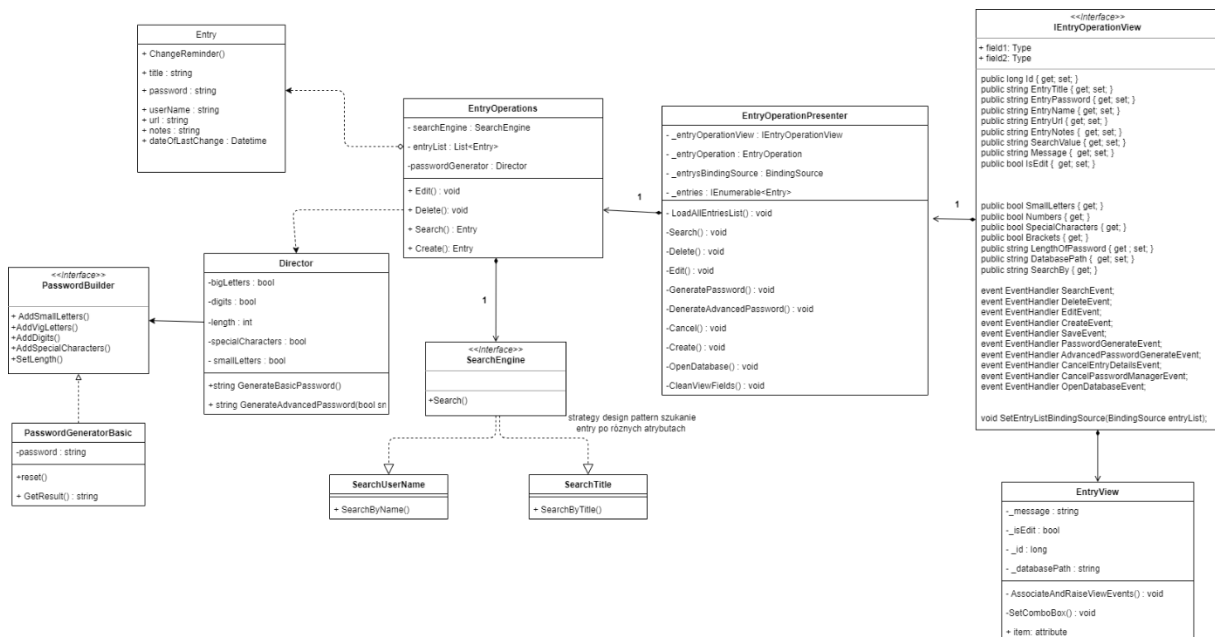 Entry
+ ChangeReminder()
+ title : string
+ password : string
+ userName : string
+ url : string
+ notes : string
+ dateOfLastChange : Datetime
EntryOperations
- searchEngine : SearchEngine
- entryList : List<Entry>
-passwordGenerator : Director
+ Edit() : void
+ Delete(): void
+ Search() : Entry
+ Create(): Entry
1
EntryOperationPresenter
- _entryOperationView : IEntryOperationView
- _entryOperation : EntryOperation
- _entrysBindingSource : BindingSource
- _entries : IEnumerable<Entry>
- LoadAllEntriesList() : void
-Search() : void
-Delete() : void
-Edit() : void
-GeneratePassword() : void
-DenerateAdvancedPassword() : void
-Cancel() : void
-Create() : void
-OpenDatabase() : void
-CleanViewFields() : void
1
<<Interface>>
IEntryOperationView
+ field1: Type
+ field2: Type
public long Id { get; set; }
public string EntryTitle { get; set; }
public string EntryPassword { get; set; }
public string EntryName { get; set; }
public string EntryUrl { get; set; }
public string EntryNotes { get; set; }
public string SearchValue { get; set; }
public string Message { get; set; }
public bool IsEdit { get; set; }
public bool SmallLetters { get; }
public bool Numbers { get; }
public bool SpecialCharacters { get; }
public bool Brackets { get; }
public string LengthOfPassword { get ; set; }
public string DatabasePath { get; set; }
public string SearchBy { get; }
event EventHandler SearchEvent;
event EventHandler DeleteEvent;
event EventHandler EditEvent;
event EventHandler CreateEvent;
event EventHandler SaveEvent;
event EventHandler PasswordGenerateEvent;
event EventHandler AdvancedPasswordGenerateEvent;
event EventHandler CancelEntryDetailsEvent;
event EventHandler CancelPasswordManagerEvent;
event EventHandler OpenDatabaseEvent;
void SetEntryListBindingSource(BindingSource entryList);
<<Interface>>
PasswordBuilder
+ AddSmallLetters()
+AddVigLetters()
+AddDigits()
+AddSpecialCharacters()
+SetLength()
Director
-bigLetters : bool
-digits : bool
-length : int
-specialCharacters : bool
- smallLetters : bool
+string GenerateBasicPassword()
+ string GenerateAdvancedPassword(bool sn
1
<<Interface>>
SearchEngine
+Search()
strategy design pattern szukanie
entry po róznych atrybutach
PasswordGeneratorBasic
-password : string
+reset()
+ GetResult() : string
SearchUserName
+ SearchByName()
SearchTitle
+ SearchByTitle()
EntryView
-_message : string
-_isEdit : bool
-_id : long
-_databasePath : string
- AssociateAndRaiseViewEvents() : void
-SetComboBox() : void
+ item: attribute